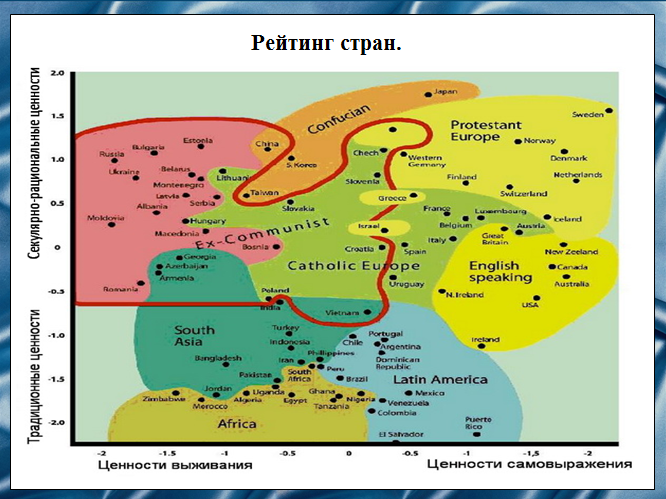 Рейтинг стран.
Секулярно-рациональные ценности
Традиционные ценности
2.0
1.5
1.0
0.5
0
-0.5
-1.0
-1.5
-2.0
Japan
Confucian
Protestant
Europe
Sweden
Estonia
Bulgaria
Russia
China
S. Korea
Chech
Norway
Western
Germany
Denmark
Ukraine
Belarus
Montenegro
Lithuani
Slovenia
Finland
Netherlands
Switzerland
Latvia
Serbia
Taiwan
Greece
Albania
Slovakia
France
Luxembourg
Iceland
Moldovia
Hungary
Ex-Communist
Israel
Belgium
Great
Britain
Austria
Macedonia
Bosnia
Croatia
Spain
Italy
New Zeeland
Georgia
Azerbaijan
Armenia
Catholic Europe
English
speaking
Canada
Australia
Romania
Poland
India
Uruguay
N. Ireland
USA
Vietnam
South
Asia
Turkey
Indonesia
Chile
Portugal
Argentina
Ireland
Bangladesh
Iran
Phillippines
Dominican
Republic
Pakistan
South
Africa
Peru
Brazil
Latin America
Zimbabwe
Jordan
Merocco
Uganda
Algeria
Egypt
Ghana
Tanzania
Nigeria
Mexico
Venezuela
Colombia
Africa
Puerto
Rico
El Salvador
-2
-1.5
-1
-0.5
0
-0.5
-1
-1.5
-2
Ценности выживания
Ценности самовыражения